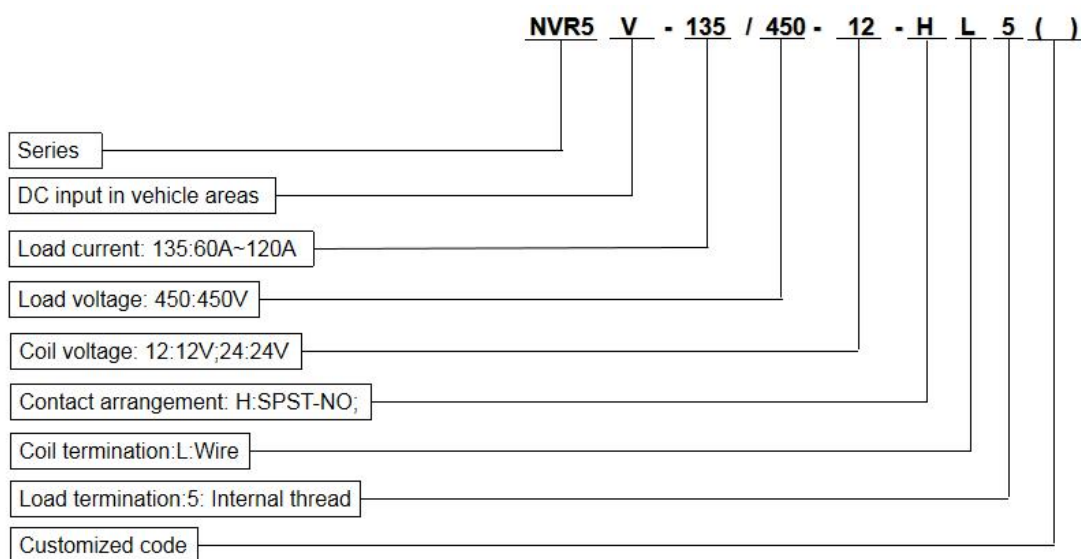 NVR5 V - 135 / 450 - 12 - H L 5 ( )
Series
DC input in vehicle areas
Load current: 135:60A~120A
Load voltage: 450:450V
Coil voltage: 12:12V;24:24V
Contact arrangement: H:SPST-NO;
Coil termination:L:Wire
Load termination:5: Internal thread
Customized code